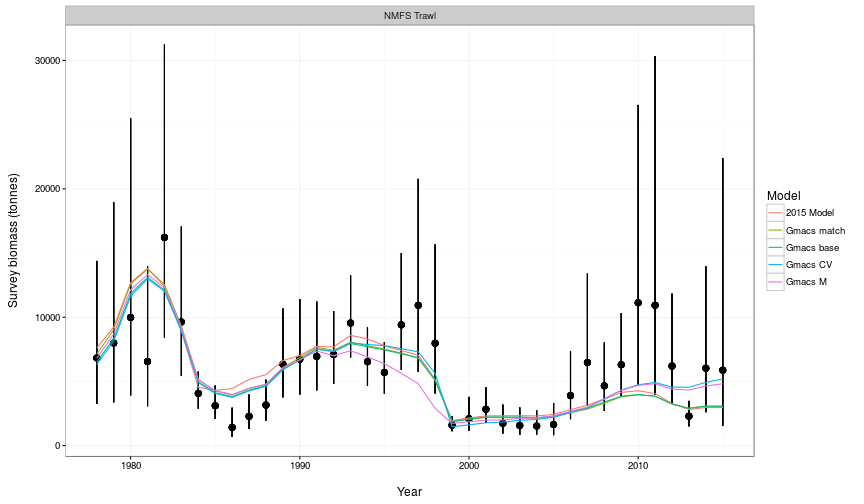 NMFS Trawl
Survey biomass (tonnes)
30000
20000
10000
0
1980
1990
2000
2010
Year
Model
2015 Model
Gmacs match
Gmacs base
Gmacs CV
Gmacs M